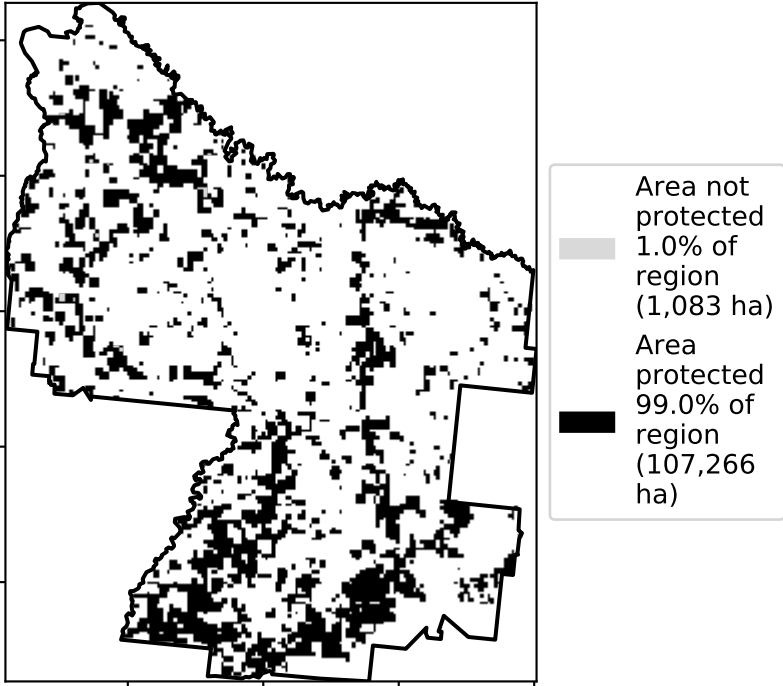 Area not
protected
1.0% of
region
(1,083 ha)
Area
protected
99.0% of
region
(107,266
ha)